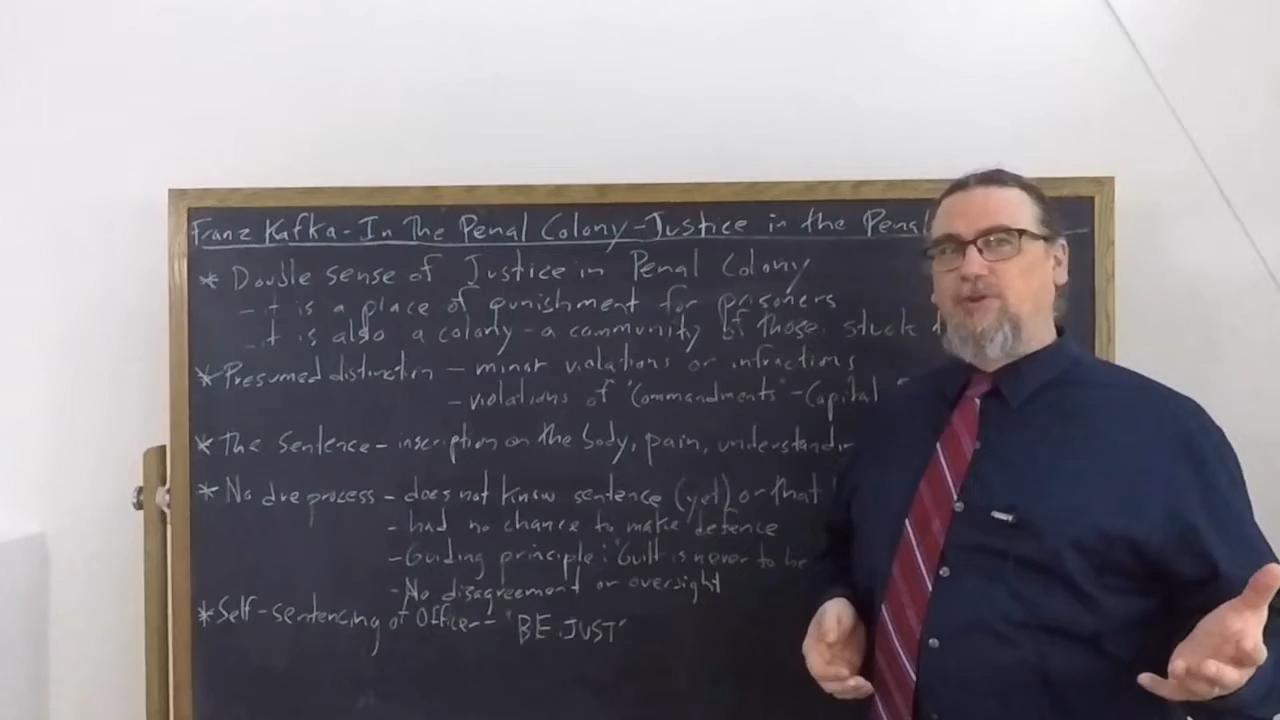 Franz Kafka - In The Penal Colony - Justice in the Penal
* Double sense of Justice in Penal Colony
- it is a place of punishment for prisoners
- it is also a colony - a community of those stuck
* Presumed distinction - minor violations or infractions
- violations of "Commandments" - Capital
* The Sentence - inscription on the body, pain, understandin
* No due process - does not know sentence (yet) or that
- had no chance to make defence
- Guiding principle: "Guilt is never to be
- No disagreement or oversight
* Self-sentencing of Officer - "BE JUST"